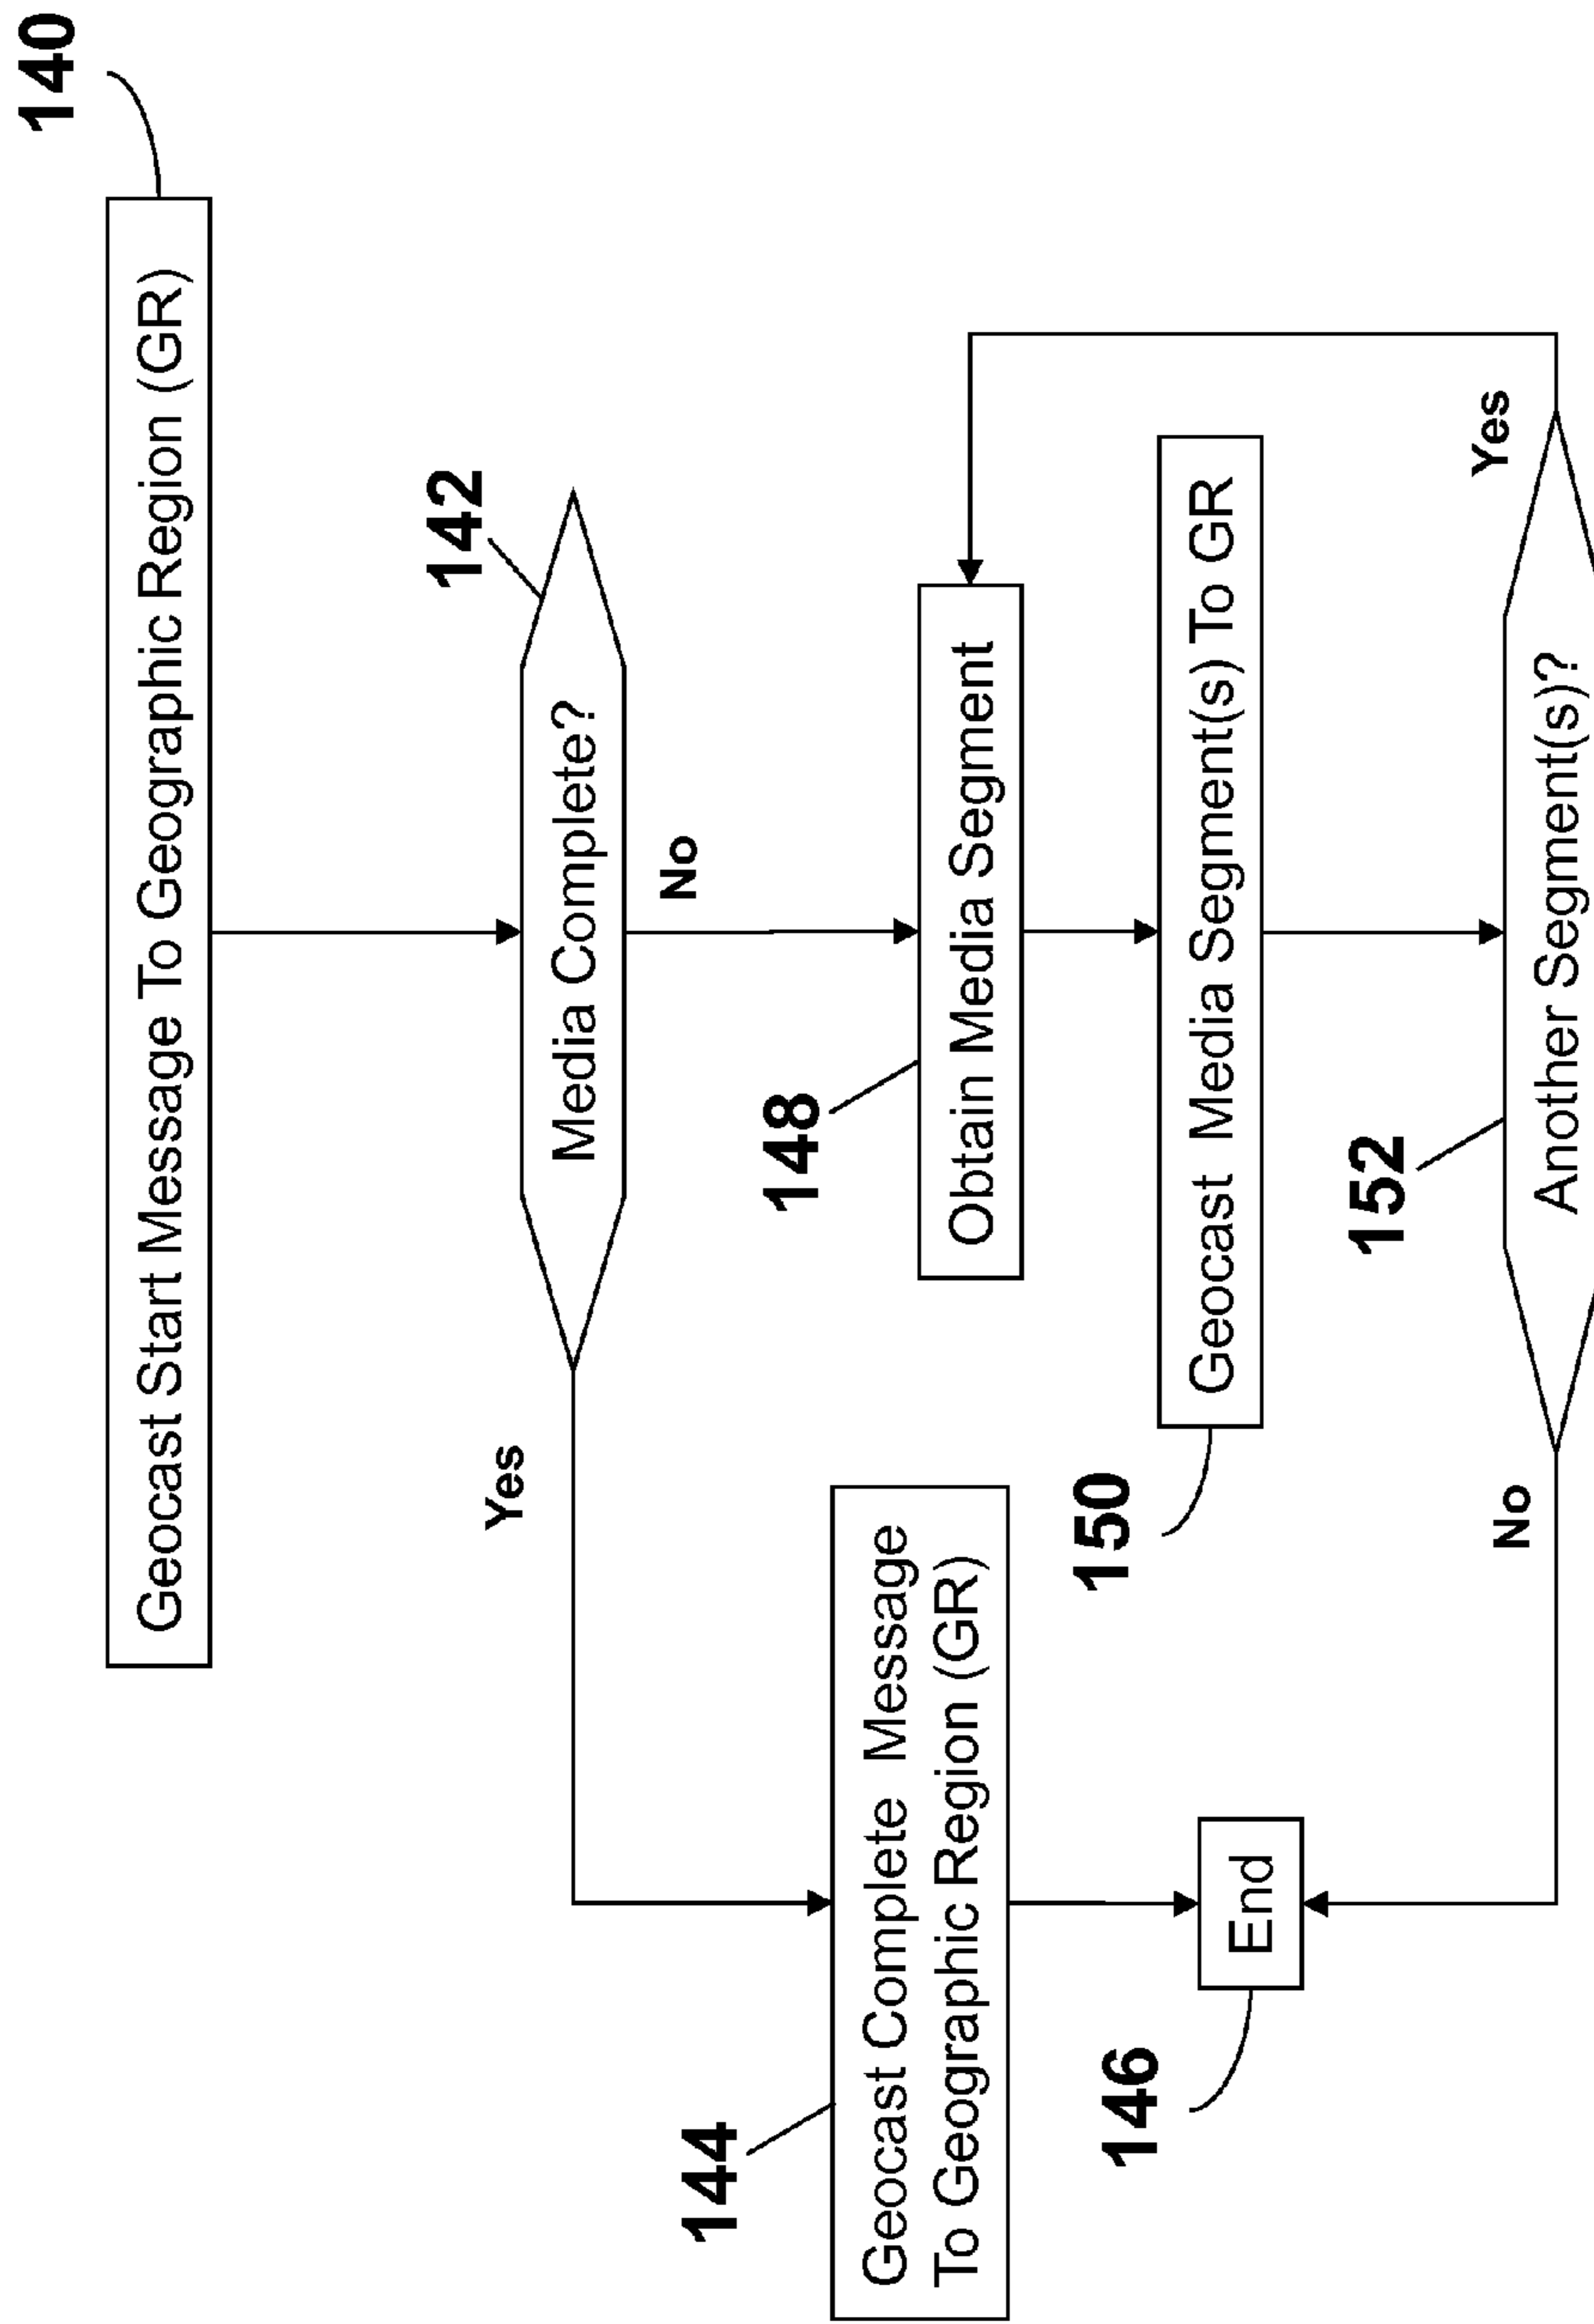 140
Geocast Start Message To Geographic Region (GR)
142
Media Complete?
Yes
No
144
Geocast Complete Message
To Geographic Region (GR)
148
Obtain Media Segment
150
Geocast Media Segment(s) To GR
146
End
152
Another Segment(s)?
No
Yes